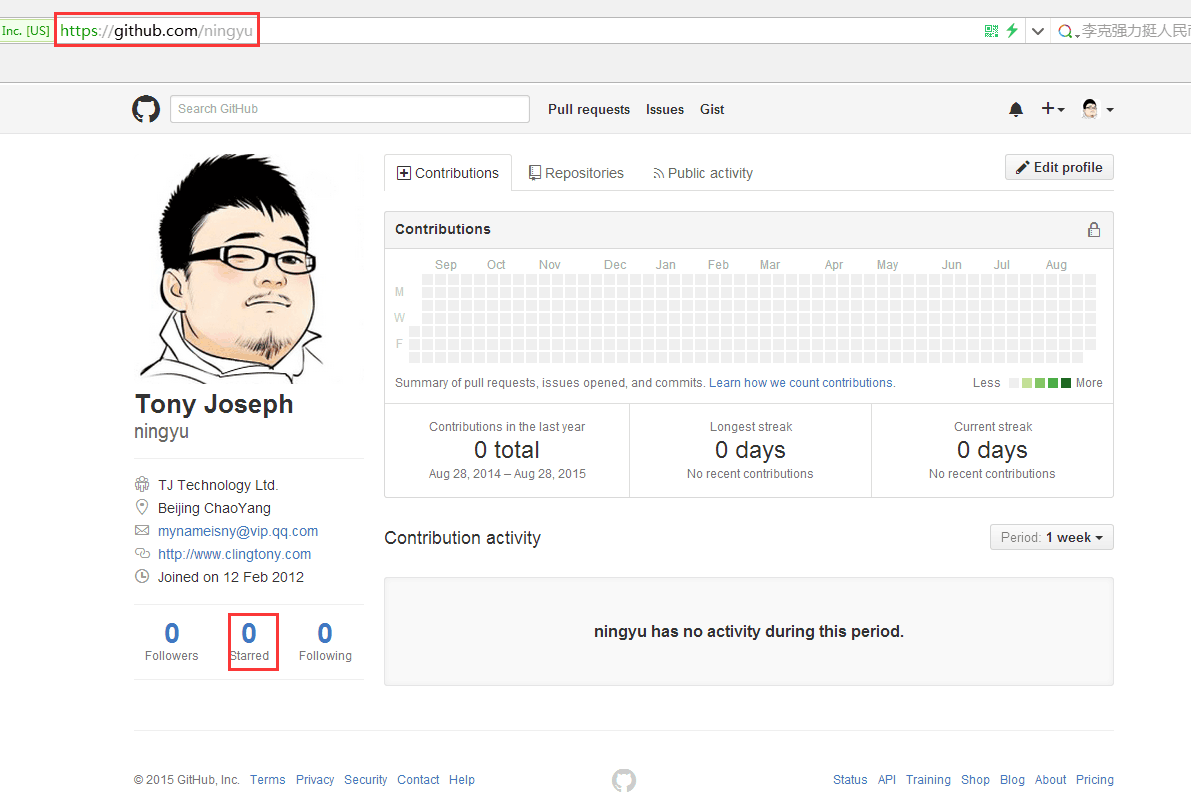 Inc. [US] https://github.com/ningyu 李克强力挺人民
Search GitHub Pull requests Issues Gist
Contributions Repositories Public activity Edit profile
Contributions
Sep Oct Nov Dec Jan Feb Mar Apr May Jun Jul Aug
M
W
F
Summary of pull requests, issues opened, and commits. Learn how we count contributions. Less More
Tony Joseph
ningyu
Contributions in the last year
0 total
Aug 28, 2014 – Aug 28, 2015
Longest streak
0 days
No recent contributions
Current streak
0 days
No recent contributions
TJ Technology Ltd.
Beijing ChaoYang
mynameisny@vip.qq.com
http://www.clingtony.com
Joined on 12 Feb 2012
0 Followers
0 Starred
0 Following
Contribution activity Period: 1 week
ningyu has no activity during this period.
© 2015 GitHub, Inc. Terms Privacy Security Contact Help Status API Training Shop Blog About Pricing